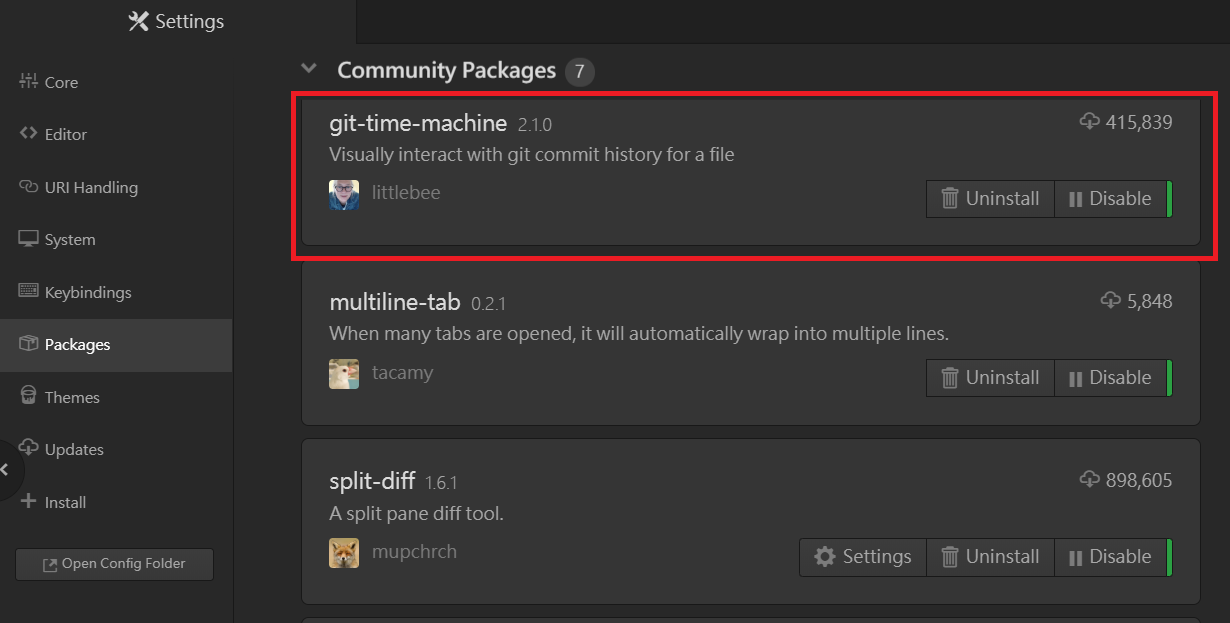 Settings
Core
Editor
URI Handling
System
Keybindings
Packages
Themes
Updates
Install
Open Config Folder
Community Packages 7
git-time-machine 2.1.0 415,839
Visually interact with git commit history for a file
littlebee
Uninstall Disable
multiline-tab 0.2.1 5,848
When many tabs are opened, it will automatically wrap into multiple lines.
tacamy
Uninstall Disable
split-diff 1.6.1 898,605
A split pane diff tool.
mupchrch
Settings Uninstall Disable